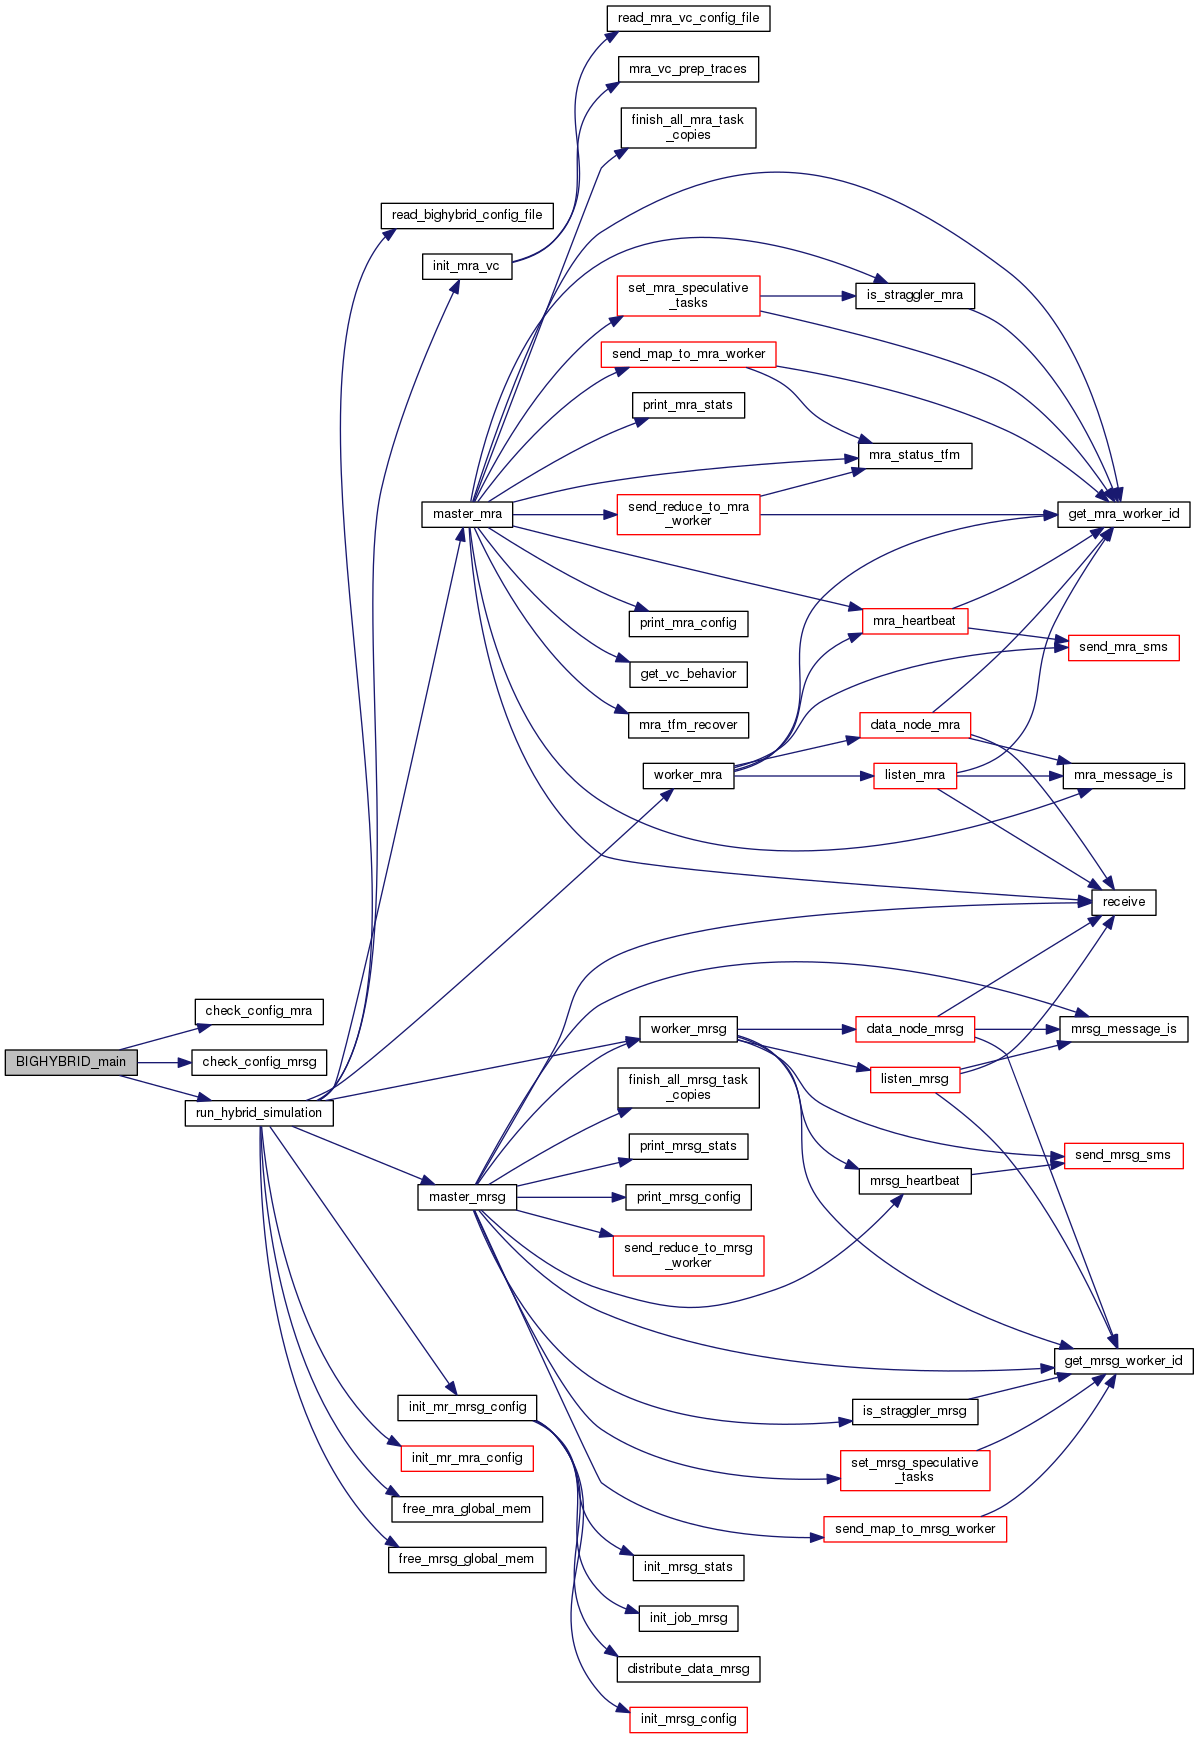 read_mra_vc_config_file
mra_vc_prep_traces
finish_all_mra_task
_copies
read_bighybrid_config_file
init_mra_vc
set_mra_speculative
_tasks
is_straggler_mra
send_map_to_mra_worker
print_mra_stats
mra_status_tfm
master_mra
send_reduce_to_mra
_worker
get_mra_worker_id
print_mra_config
mra_heartbeat
send_mra_sms
get_vc_behavior
mra_tfm_recover
data_node_mra
worker_mra
listen_mra
mra_message_is
receive
check_config_mra
worker_mrsg
data_node_mrsg
mrsg_message_is
BIGHYBRID_main
check_config_mrsg
listen_mrsg
finish_all_mrsg_task
_copies
run_hybrid_simulation
print_mrsg_stats
send_mrsg_sms
mrsg_heartbeat
master_mrsg
print_mrsg_config
send_reduce_to_mrsg
_worker
get_mrsg_worker_id
init_mr_mrsg_config
is_straggler_mrsg
init_mr_mra_config
set_mrsg_speculative
_tasks
free_mra_global_mem
send_map_to_mrsg_worker
free_mrsg_global_mem
init_mrsg_stats
init_job_mrsg
distribute_data_mrsg
init_mrsg_config